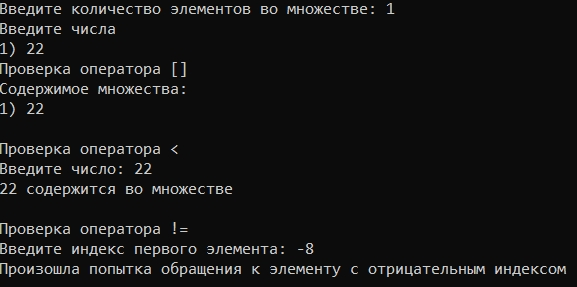 Введите количество элементов во множестве: 1
Введите числа
1) 22
Проверка оператора []
Содержимое множества:
1) 22
Проверка оператора <
Введите число: 22
22 содержится во множестве
Проверка оператора !=
Введите индекс первого элемента: -8
Произошла попытка обращения к элементу с отрицательным индексом